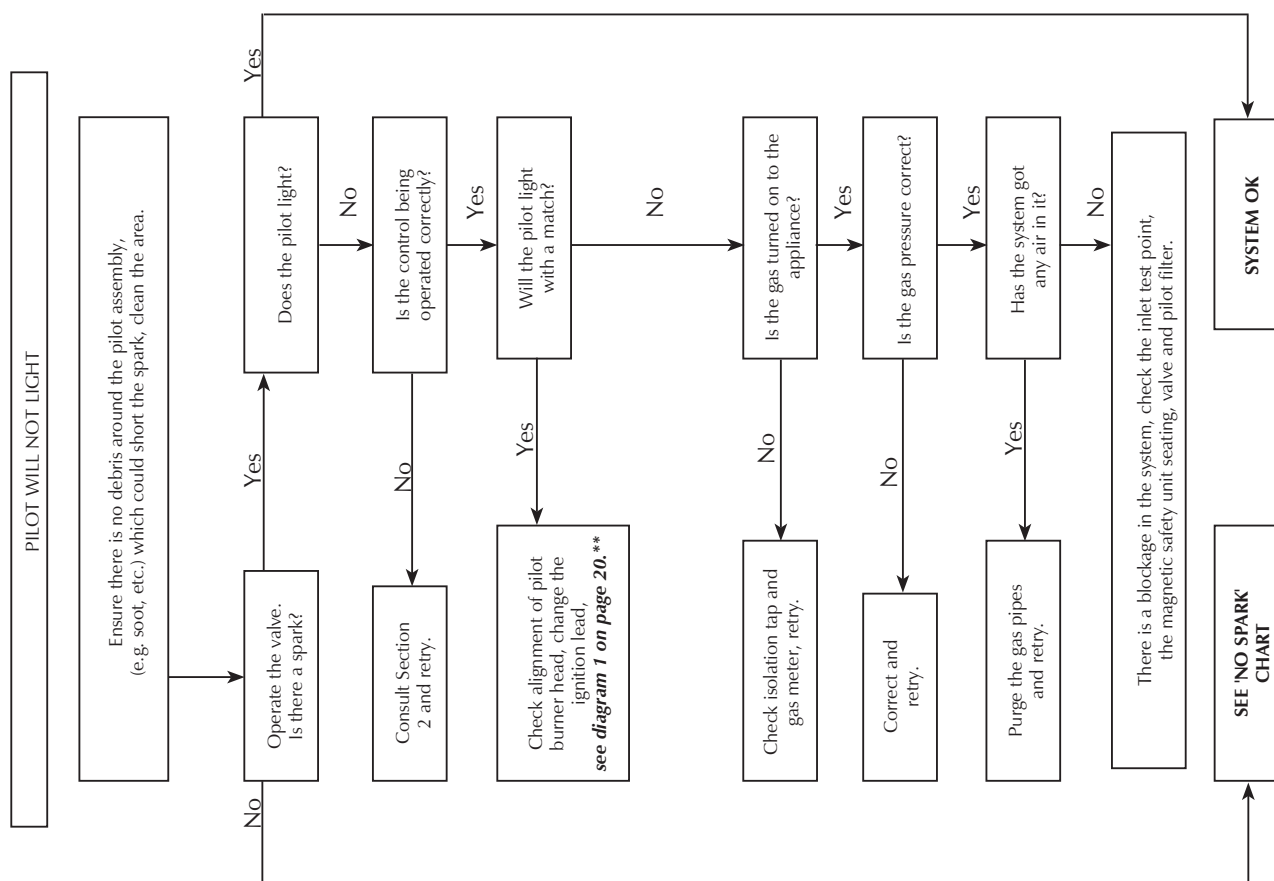 PILOT WILL NOT LIGHT
Ensure there is no debris around the pilot assembly,
(e.g. soot, etc.) which could short the spark, clean the area.
Operate the valve.
Is there a spark?
No
Yes
Does the pilot light?
Yes
No
Is the control being
operated correctly?
No
Consult Section
2 and retry.
Yes
Will the pilot light
with a match?
Yes
Check alignment of pilot
burner head, change the
ignition lead,
see diagram 1 on page 20.**
No
Is the gas turned on to the
appliance?
No
Check isolation tap and
gas meter, retry.
Yes
Is the gas pressure correct?
No
Correct and
retry.
Yes
Has the system got
any air in it?
Yes
Purge the gas pipes
and retry.
No
There is a blockage in the system, check the inlet test point,
the magnetic safety unit seating, valve and pilot filter.
SEE 'NO SPARK'
CHART
SYSTEM OK